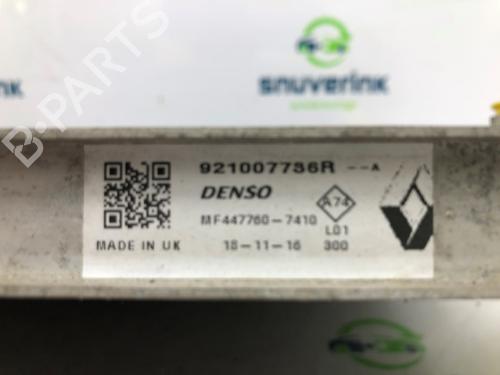 snuverink
B-PARTS
921007736R --A
DENSO
MF447760-7410
A74
L01
MADE IN UK
18-11-16
300